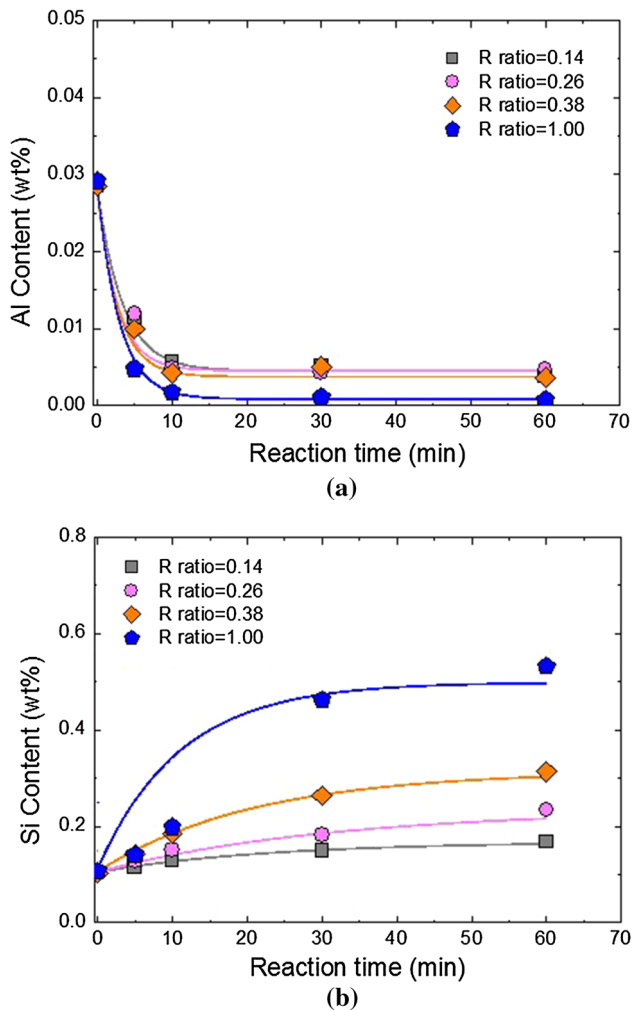 0.05
0.04
0.03
0.02
0.01
0.00
Al Content (wt%)
R ratio=0.14
R ratio=0.26
R ratio=0.38
R ratio=1.00
0 10 20 30 40 50 60 70
Reaction time (min)
(a)
0.8
0.6
0.4
0.2
0.0
Si Content (wt%)
R ratio=0.14
R ratio=0.26
R ratio=0.38
R ratio=1.00
0 10 20 30 40 50 60 70
Reaction time (min)
(b)